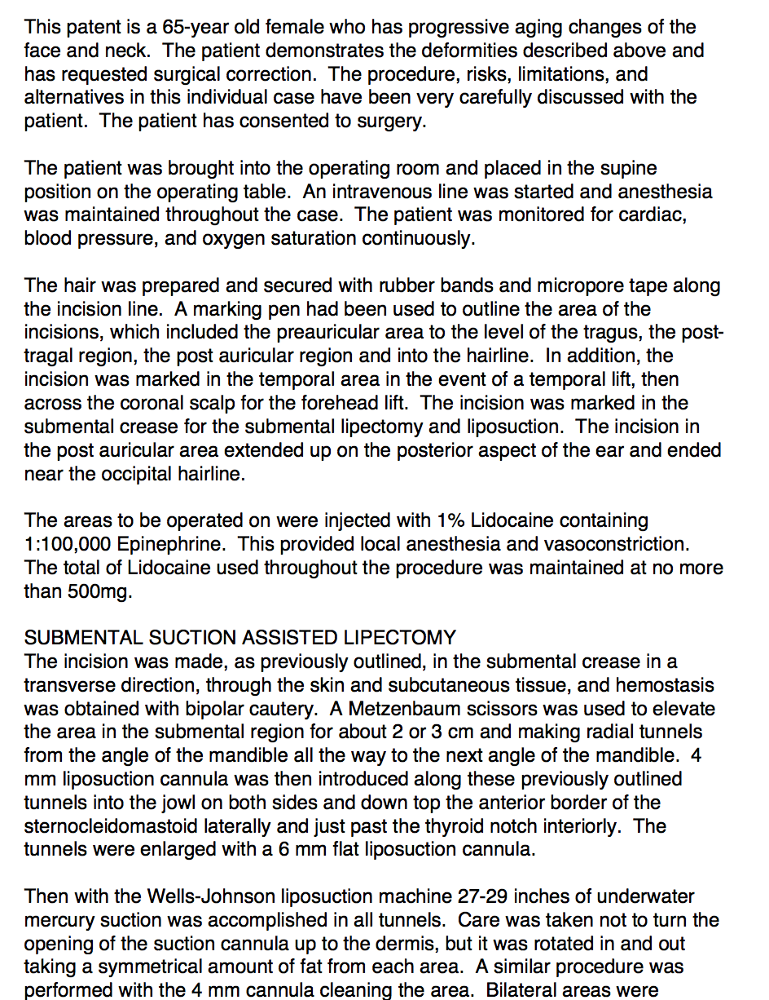 This patent is a 65-year old female who has progressive aging changes of the
face and neck.  The patient demonstrates the deformities described above and
has requested surgical correction.  The procedure, risks, limitations, and
alternatives in this individual case have been very carefully discussed with the
patient.  The patient has consented to surgery.

The patient was brought into the operating room and placed in the supine
position on the operating table.  An intravenous line was started and anesthesia
was maintained throughout the case.  The patient was monitored for cardiac,
blood pressure, and oxygen saturation continuously.

The hair was prepared and secured with rubber bands and micropore tape along
the incision line.  A marking pen had been used to outline the area of the
incisions, which included the preauricular area to the level of the tragus, the post-
tragal region, the post auricular region and into the hairline.  In addition, the
incision was marked in the temporal area in the event of a temporal lift, then
across the coronal scalp for the forehead lift.  The incision was marked in the
submental crease for the submental lipectomy and liposuction.  The incision in
the post auricular area extended up on the posterior aspect of the ear and ended
near the occipital hairline.

The areas to be operated on were injected with 1% Lidocaine containing
1:100,000 Epinephrine.  This provided local anesthesia and vasoconstriction.
The total of Lidocaine used throughout the procedure was maintained at no more
than 500mg.

SUBMENTAL SUCTION ASSISTED LIPECTOMY
The incision was made, as previously outlined, in the submental crease in a
transverse direction, through the skin and subcutaneous tissue, and hemostasis
was obtained with bipolar cautery.  A Metzenbaum scissors was used to elevate
the area in the submental region for about 2 or 3 cm and making radial tunnels
from the angle of the mandible all the way to the next angle of the mandible.  4
mm liposuction cannula was then introduced along these previously outlined
tunnels into the jowl on both sides and down top the anterior border of the
sternocleidomastoid laterally and just past the thyroid notch interiorly.  The
tunnels were enlarged with a 6 mm flat liposuction cannula.

Then with the Wells-Johnson liposuction machine 27-29 inches of underwater
mercury suction was accomplished in all tunnels.  Care was taken not to turn the
opening of the suction cannula up to the dermis, but it was rotated in and out
taking a symmetrical amount of fat from each area.  A similar procedure was
performed with the 4 mm cannula cleaning the area.  Bilateral areas were